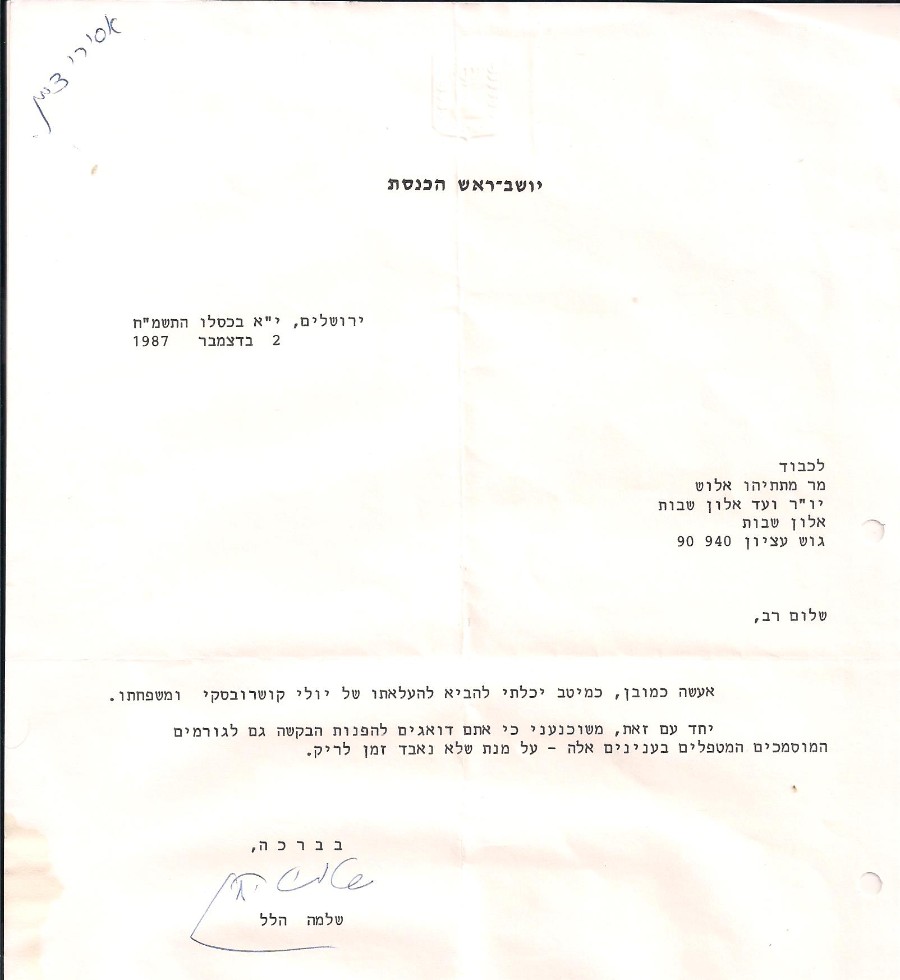 אסירי ציון
יושב־ראש הכנסת
ירושלים, י"א בכסלו התשמ"ח
2 בדצמבר 1987
לכבוד
מר מתתיהו אלוש
יו"ר ועד אלון שבות
אלון שבות
גוש עציון 940 90
שלום רב,
אעשה כמובן, כמיטב יכלתי להביא להעלאתו של יולי קושרובסקי ומשפחתו.
יחד עם זאת, משוכנעני כי אתם דואגים להפנות הבקשה גם לגורמים
המוסמכים המטפלים בענינים אלה - על מנת שלא נאבד זמן לריק.
ב ב ר כ ה,
שלמה הלל